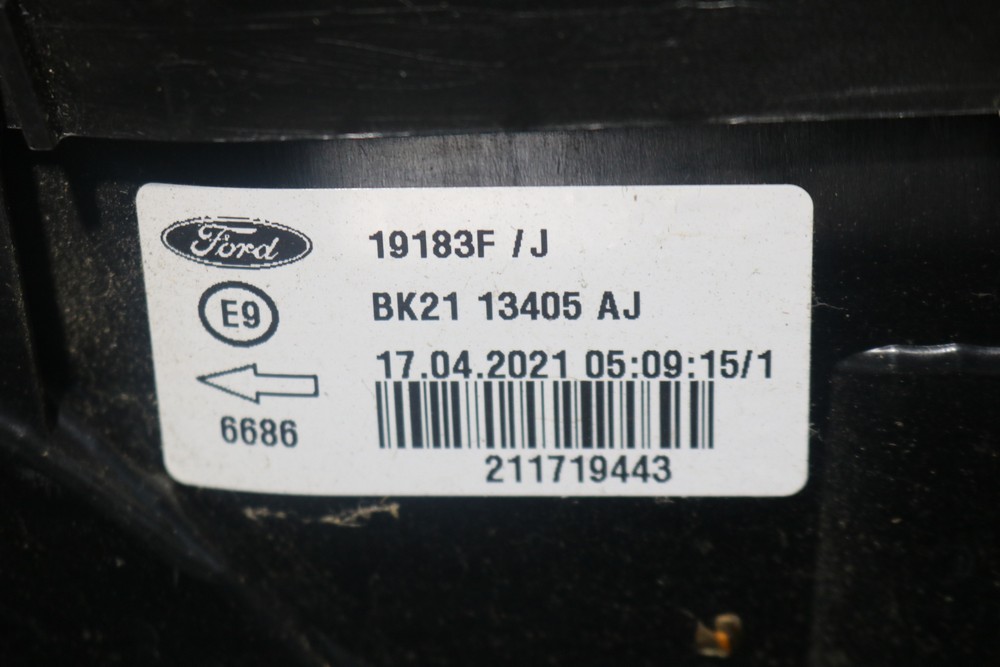 Ford
19183F /J
E9
BK21 13405 AJ
17.04.2021 05:09:15/1
6686
211719443